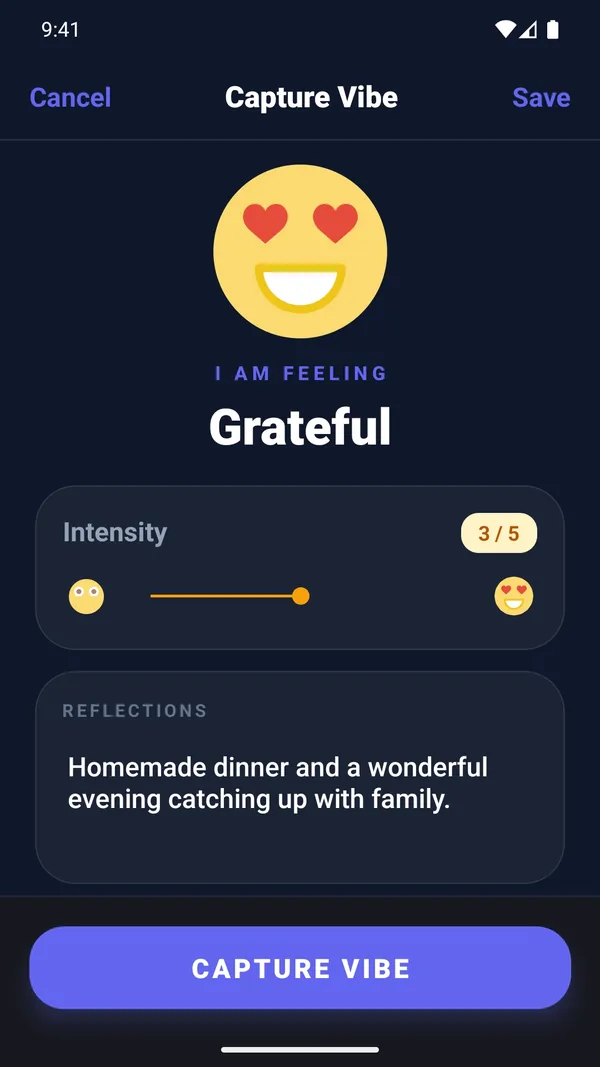 9:41
Cancel
Capture Vibe
Save
I AM FEELING
Grateful
Intensity
3 / 5
REFLECTIONS
Homemade dinner and a wonderful
evening catching up with family.
CAPTURE VIBE